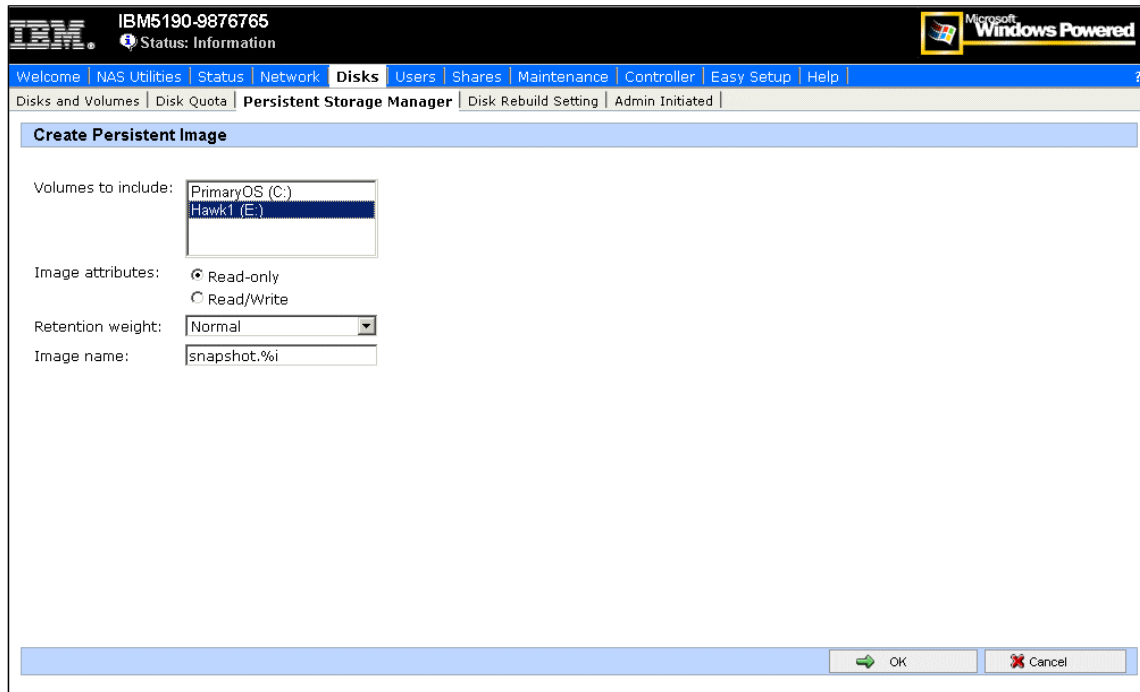 IBM.
IBM5190-9876765
Status: Information
Microsoft
Windows Powered
Welcome | NAS Utilities | Status | Network | Disks | Users | Shares | Maintenance | Controller | Easy Setup | Help | ?
Disks and Volumes | Disk Quota | Persistent Storage Manager | Disk Rebuild Setting | Admin Initiated |
Create Persistent Image
Volumes to include:
PrimaryOS (C:)
Hawk1 (E:)
Image attributes:
Read-only
Read/Write
Retention weight: Normal
Image name: snapshot.%i
OK Cancel